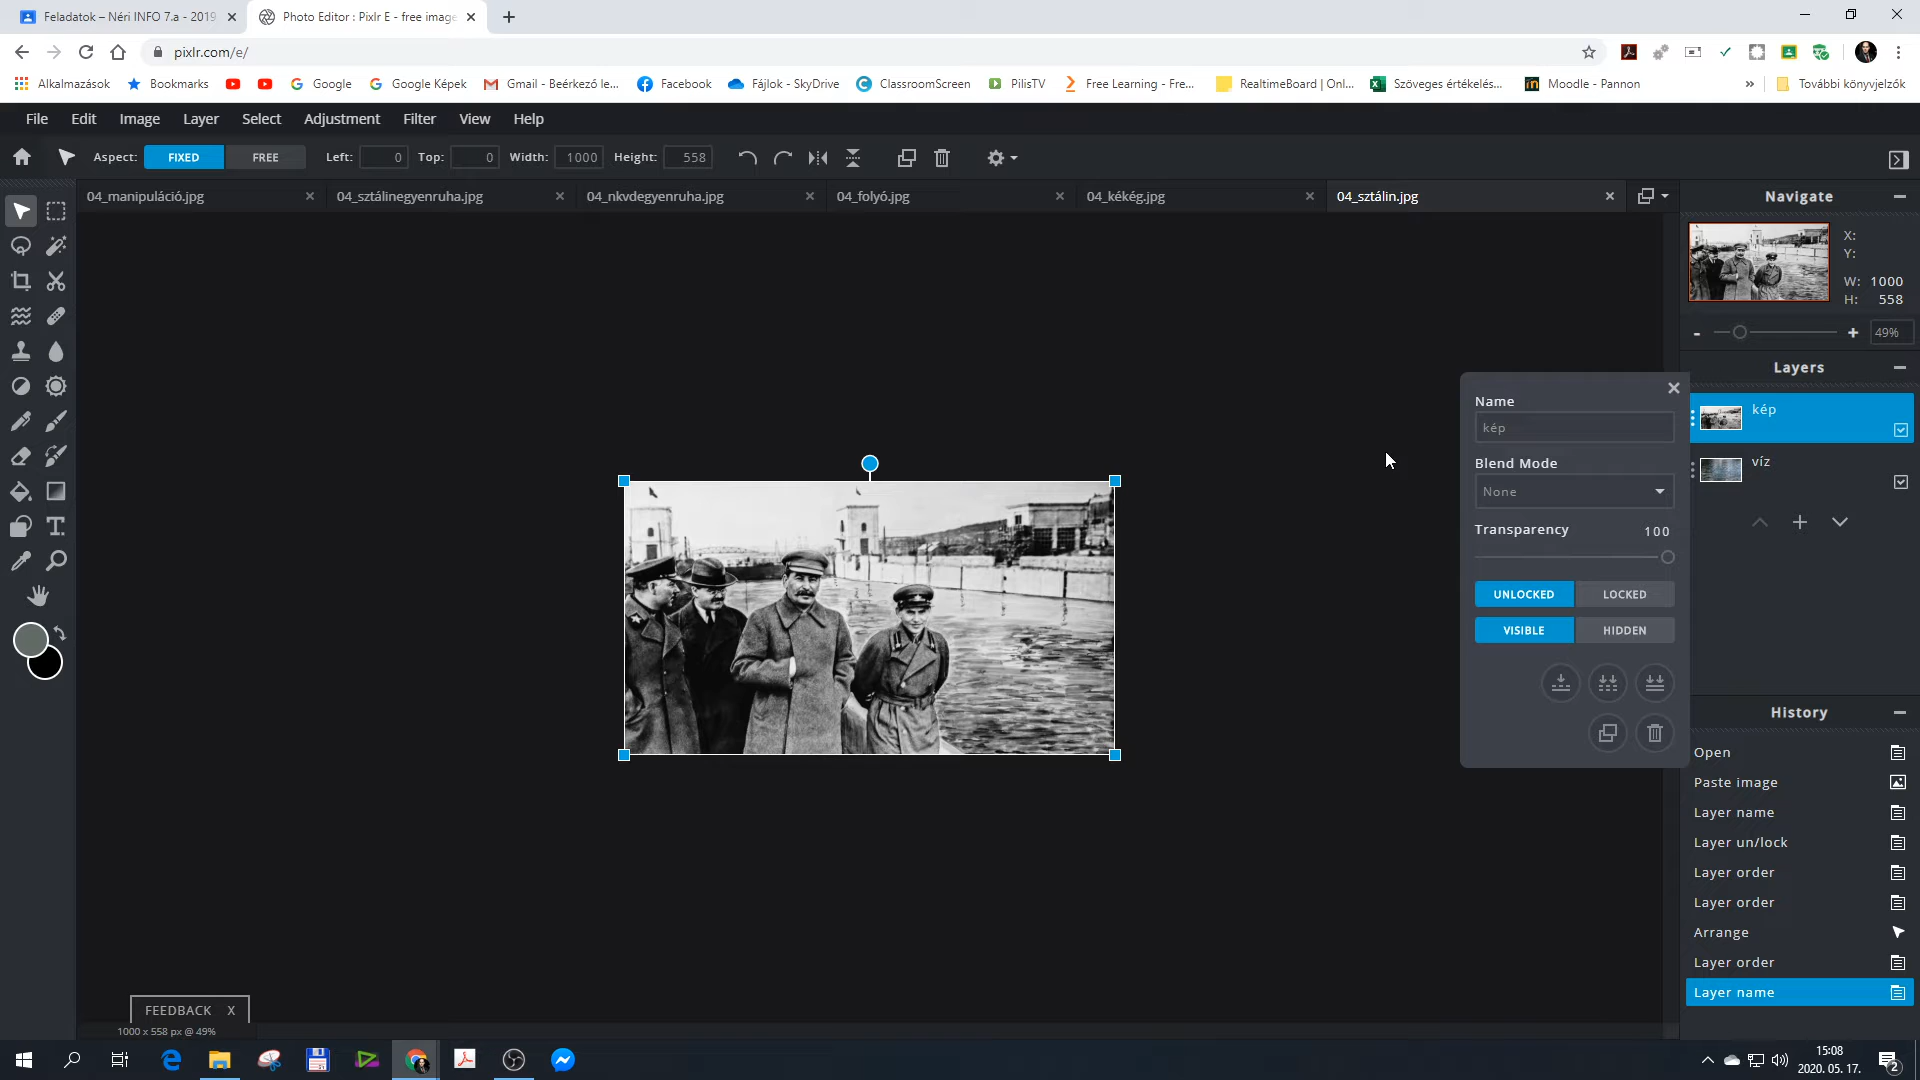 Feladatok – Néri INFO 7.a - 2019
Photo Editor : Pixlr E - free image
pixlr.com/e/
Alkalmazások
Bookmarks
Google
Google Képek
Gmail - Beérkező le...
Facebook
Fájlok - SkyDrive
ClassroomScreen
PilisTV
Free Learning - Fre...
RealtimeBoard | Onl...
Szöveges értékelés...
Moodle - Pannon
»
További könyvjelzők
File Edit Image Layer Select Adjustment Filter View Help
Aspect: FIXED FREE Left: 0 Top: 0 Width: 1000 Height: 558
04_manipuláció.jpg
04_sztálinegyenruha.jpg
04_nkvdegyenruha.jpg
04_folyó.jpg
04_kékég.jpg
04_sztálin.jpg
Navigate
X:
Y:
W: 1000
H: 558
49%
Layers
kép
víz
Name
kép
Blend Mode
None
Transparency 100
UNLOCKED LOCKED
VISIBLE HIDDEN
History
Open
Paste image
Layer name
Layer un/lock
Layer order
Layer order
Arrange
Layer order
Layer name
FEEDBACK X
1000 x 558 px @ 49%
15:08
2020. 05. 17.
2